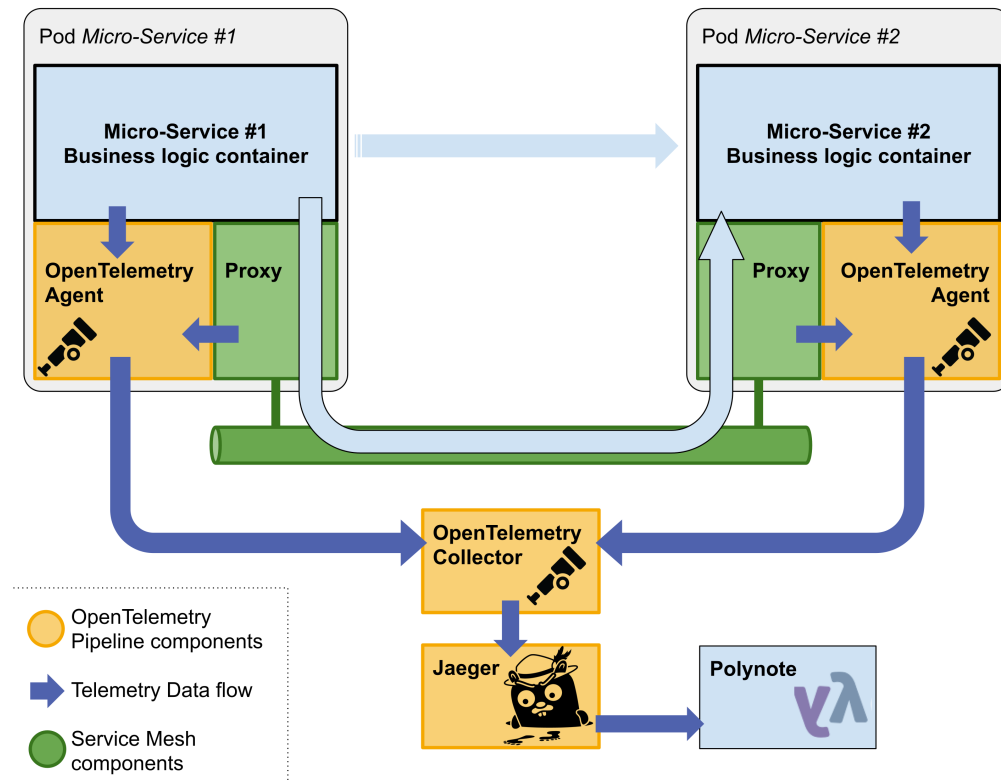 Pod Micro-Service #1
Micro-Service #1
Business logic container
OpenTelemetry
Agent
Proxy
Pod Micro-Service #2
Micro-Service #2
Business logic container
Proxy
OpenTelemetry
Agent
OpenTelemetry
Collector
Jaeger
Polynote
OpenTelemetry
Pipeline components
Telemetry Data flow
Service Mesh
components